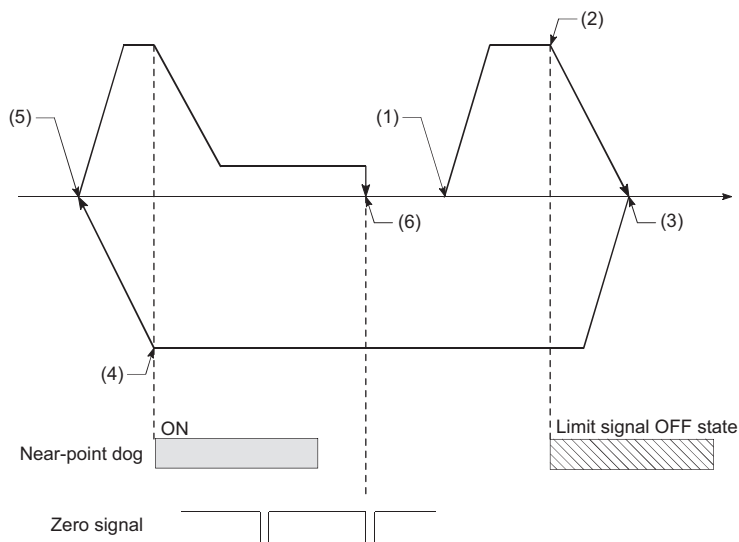 (2)
(5)
(1)
(6)
(3)
(4)
ON
Limit signal OFF state
Near-point dog
Zero signal